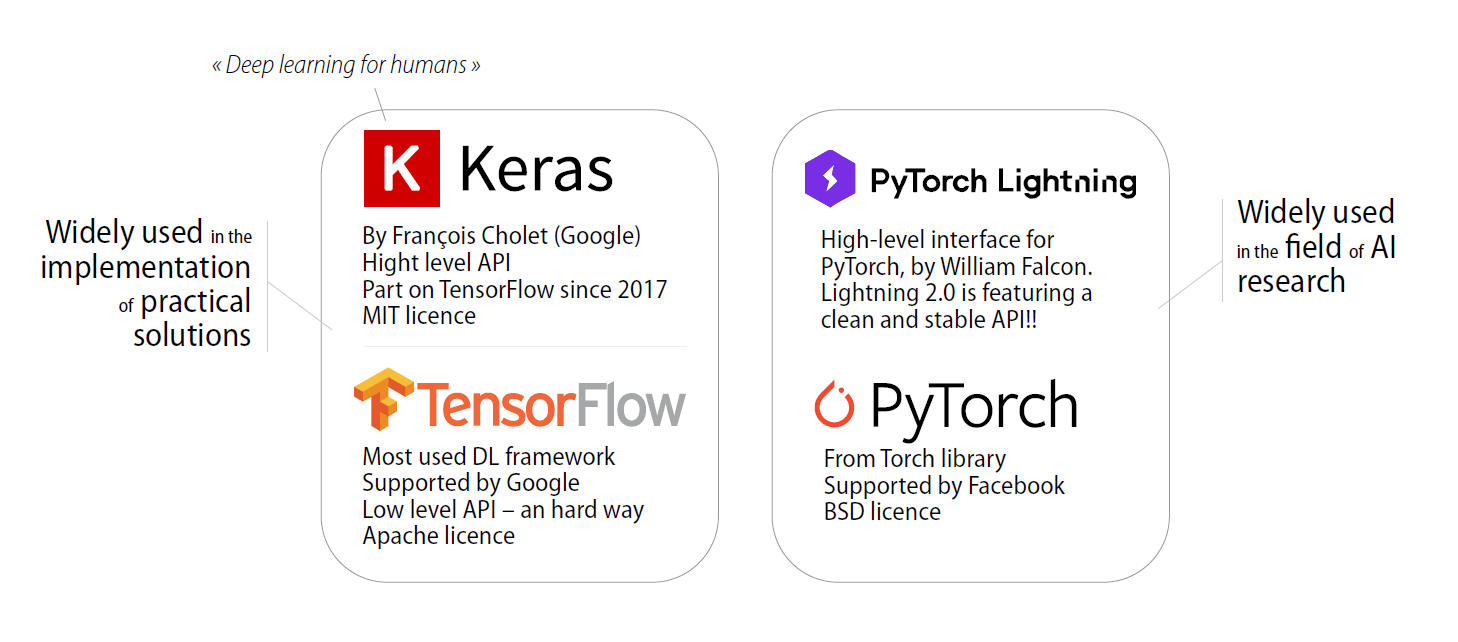 « Deep learning for humans »
Keras
By François Cholet (Google)
Hight level API
Part on TensorFlow since 2017
MIT licence
Widely used in the
implementation
of practical
solutions
TensorFlow
Most used DL framework
Supported by Google
Low level API – an hard way
Apache licence
PyTorch Lightning
High-level interface for
PyTorch, by William Falcon.
Lightning 2.0 is featuring a
clean and stable API!!
Widely used
in the field of AI
research
PyTorch
From Torch library
Supported by Facebook
BSD licence